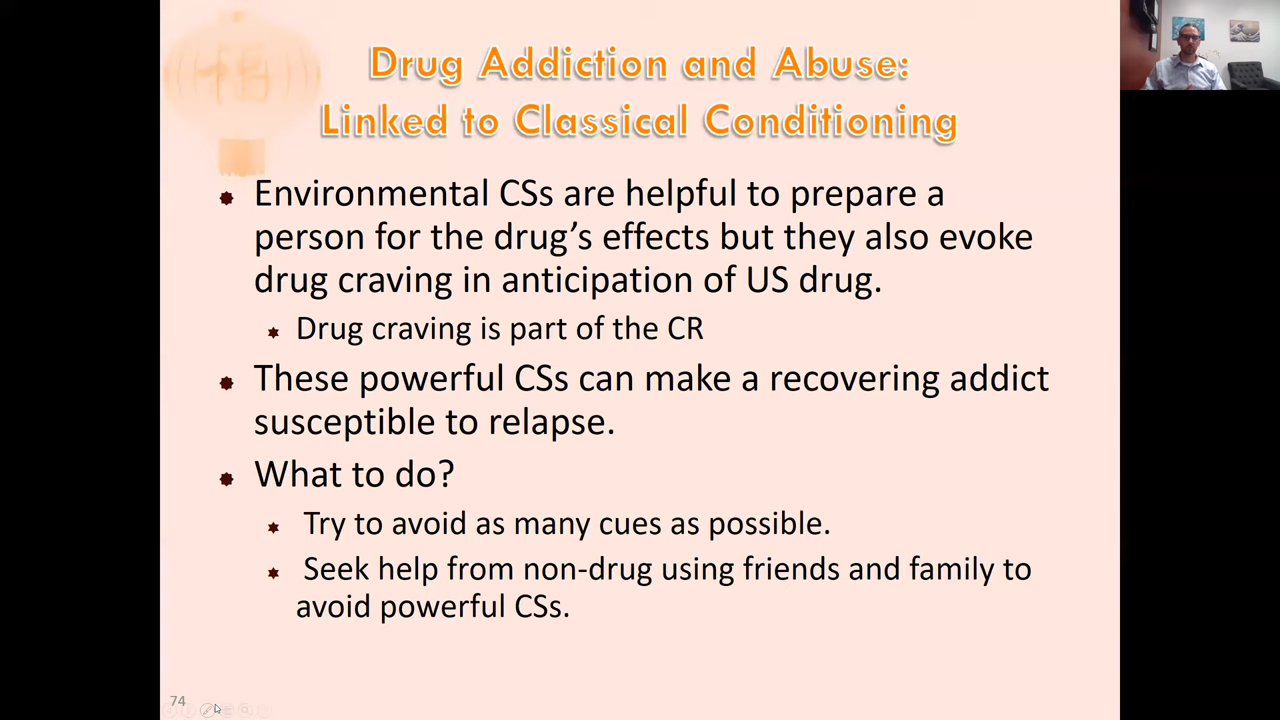 Drug Addiction and Abuse:
Linked to Classical Conditioning
Environmental CSs are helpful to prepare a
person for the drug’s effects but they also evoke
drug craving in anticipation of US drug.
Drug craving is part of the CR
These powerful CSs can make a recovering addict
susceptible to relapse.
What to do?
Try to avoid as many cues as possible.
Seek help from non-drug using friends and family to
avoid powerful CSs.
74